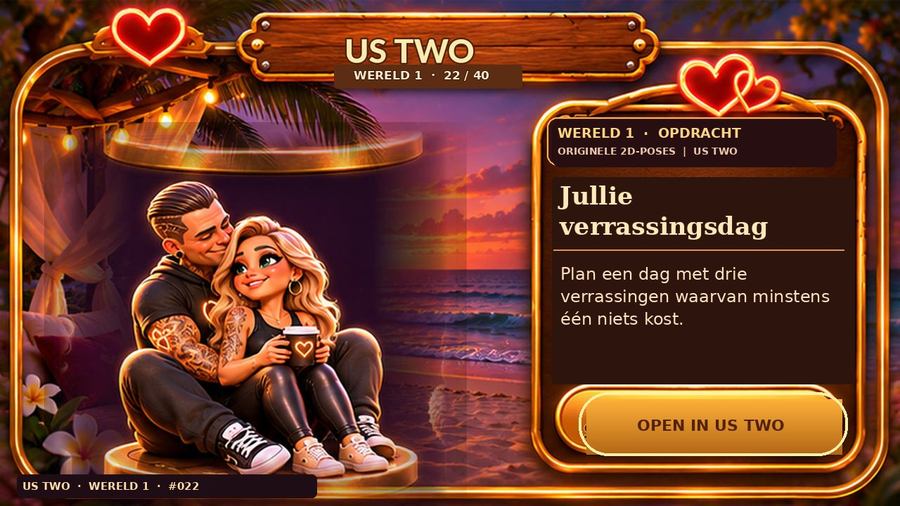 US TWO
WERELD 1 · 22 / 40
WERELD 1 · OPDRACHT
ORIGINELE 2D-POSES | US TWO
Jullie
verrassingsdag
Plan een dag met drie
verrassingen waarvan minstens
één niets kost.
OPEN IN US TWO
US TWO · WERELD 1 · #022